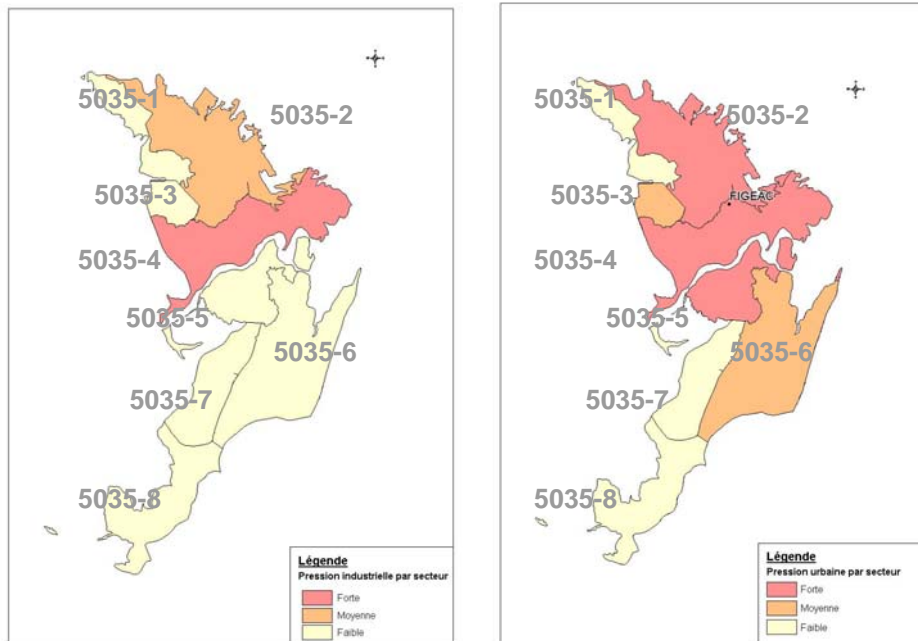 5035-1
5035-2
5035-3
5035-4
5035-5
5035-6
5035-7
5035-8
Légende
Pression industrielle par secteur
Forte
Moyenne
Faible
5035-1
5035-2
5035-3
FIGEAC
5035-4
5035-5
5035-6
5035-7
5035-8
Légende
Pression urbaine par secteur
Forte
Moyenne
Faible